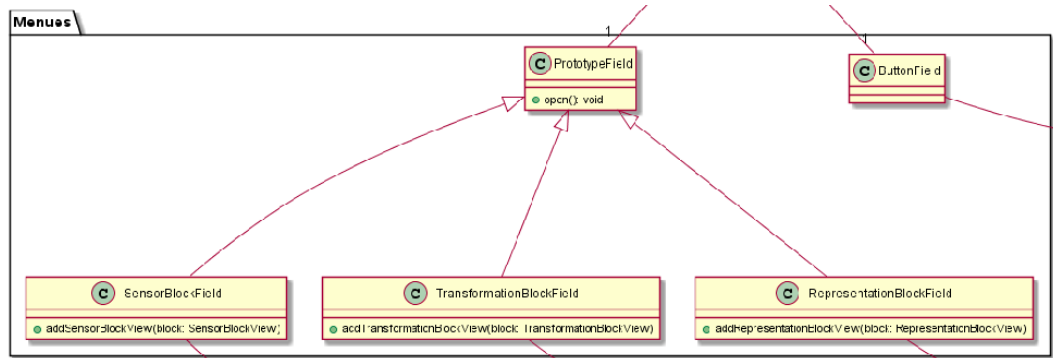 Menues
1
1
C PrototypeField
C ButtonField
open(): void
C SensorBlockField
C TransformationBlockField
C RepresentationBlockField
addSensorBlockView(block: SensorBlockView)
addTransformationBlockView(block: TransformationBlockView)
addRepresentationBlockView(block: RepresentationBlockView)